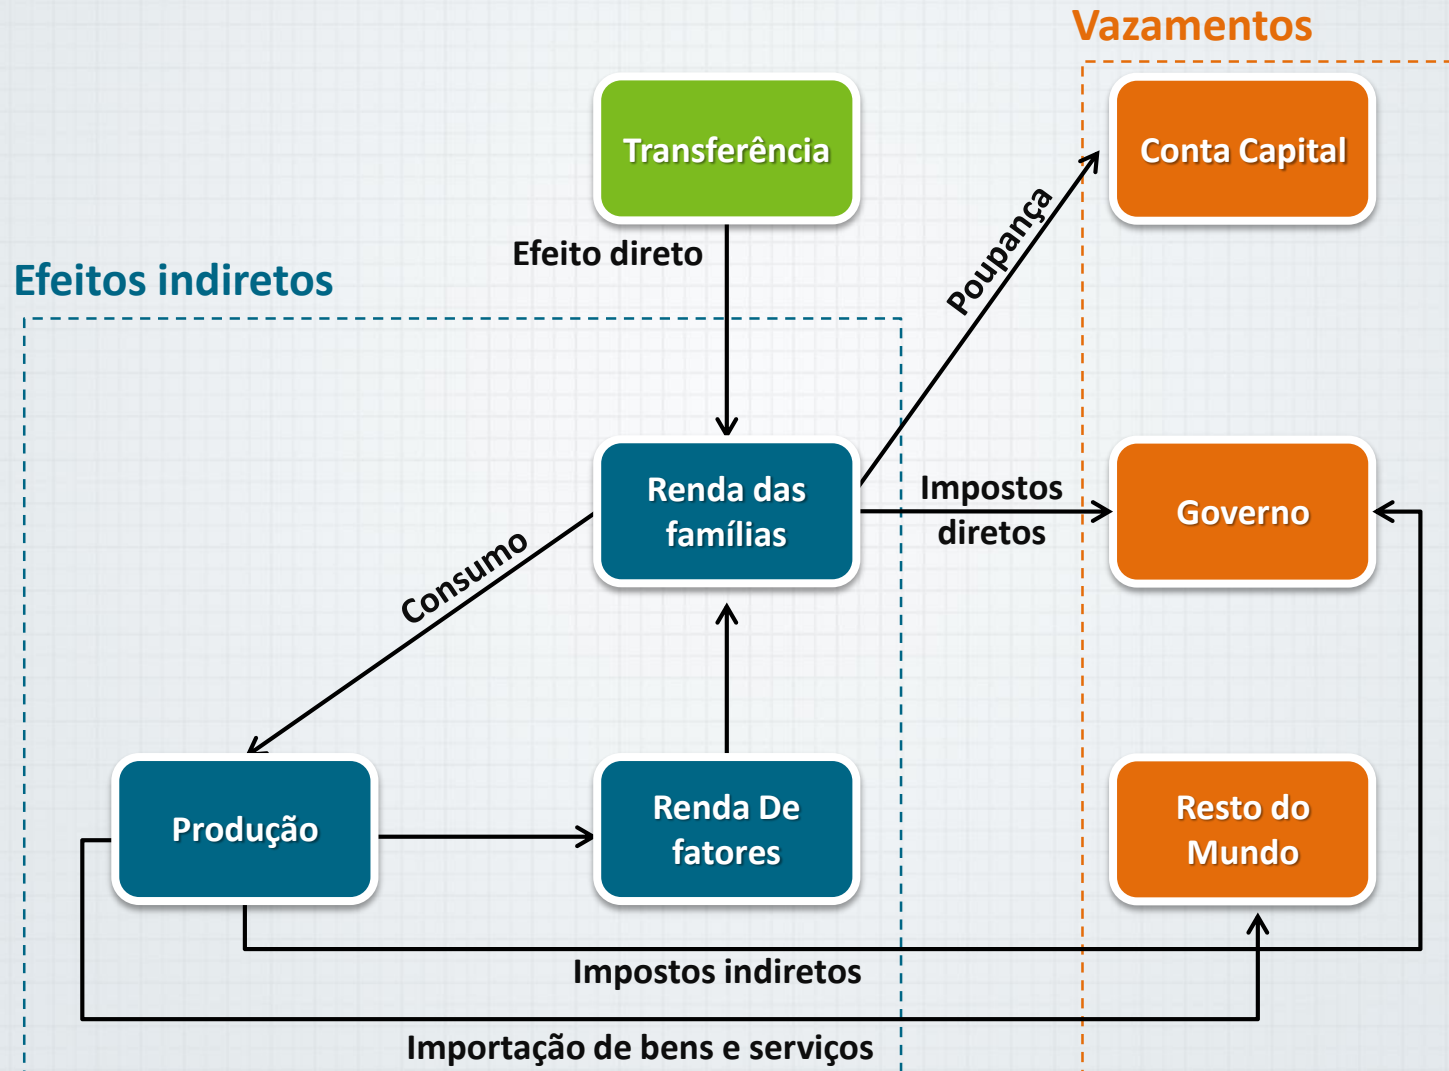 Vazamentos
Transferência
Conta Capital
Efeito direto
Poupança
Efeitos indiretos
Renda das
famílias
Impostos
diretos
Governo
Consumo
Produção
Renda De
fatores
Resto do
Mundo
Impostos indiretos
Importação de bens e serviços